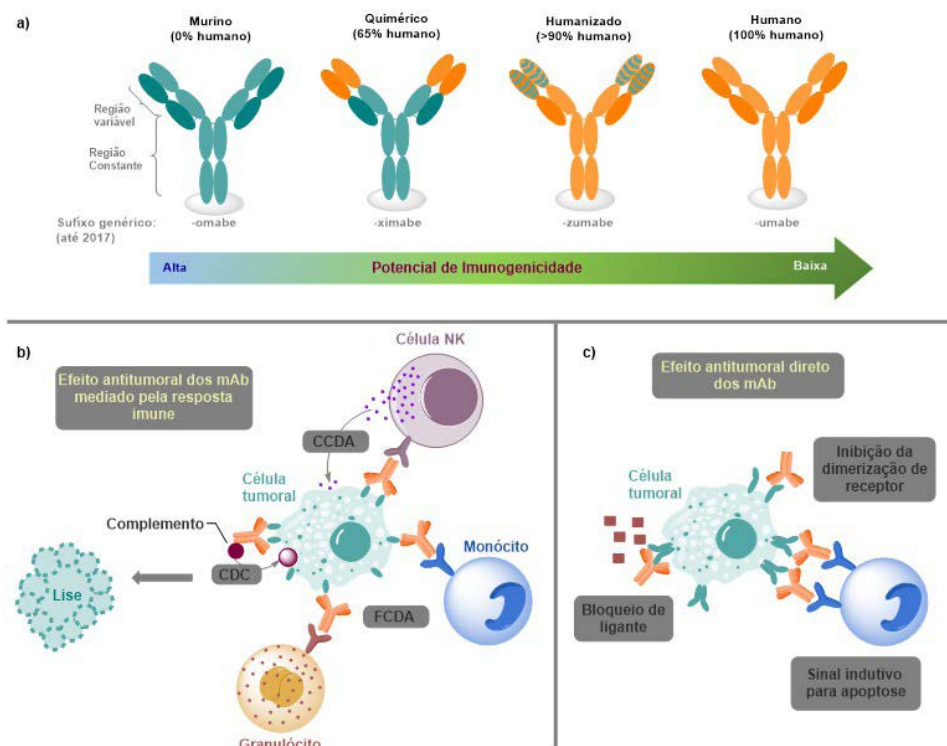 a)
Murino
(0% humano)
Quimérico
(65% humano)
Humanizado
(>90% humano)
Humano
(100% humano)
Região
variável
Região
Constante
Sufixo genérico:
(até 2017)
-omabe
-ximabe
-zumabe
-umabe
Alta
Potencial de Imunogenicidade
Baixa
b)
Efeito antitumoral dos mAb
mediado pela resposta
imune
Célula NK
CCDA
Célula
tumoral
Complemento
CDC
Lise
Monócito
FCDA
Granulócito
c)
Efeito antitumoral direto
dos mAb
Célula
tumoral
Inibição da
dimerização de
receptor
Bloqueio de
ligante
Sinal indutivo
para apoptose